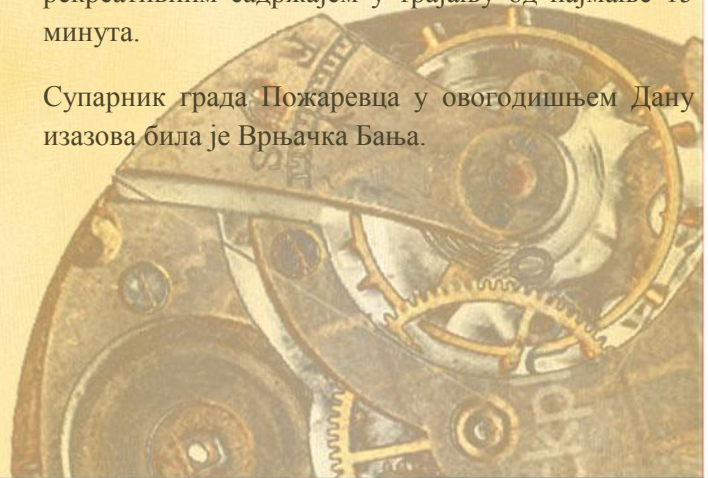 рекреативним садржајем у трајању од најмање 15
минута.
Супарник града Пожаревца у овогодишњем Дану
изазова била је Врњачка Бања.